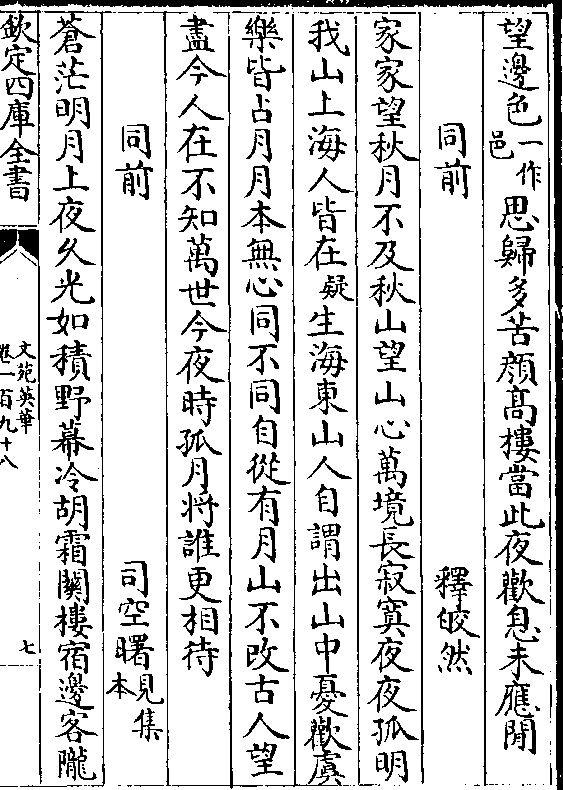 望邊色一作邑思歸多苦顔髙樓當此夜歡息未應閒
同前 釋皎然
家家望秋月不及秋山望山心萬境長寂寞夜夜孤明
我山上海人皆在疑生海東山人自謂出山中憂歡虞
樂皆占月月本無心同不同自從有月山不改古人望
盡今人在不知萬世今夜時孤月将誰更相待
同前 司空曙見集本
蒼茫明月上夜乆光如積野幕冷胡霜關樓宿邊客隴
欽定四庫全書
文苑英華
卷一百九十八
七